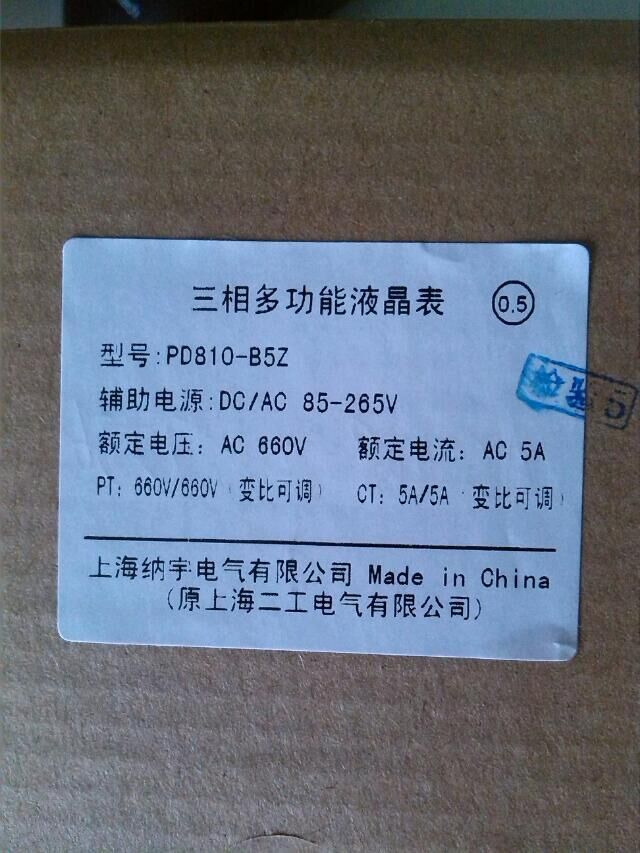 三相多功能液晶表 0.5
型号:PD810-B5Z
辅助电源:DC/AC 85-265V
额定电压: AC 660V 额定电流: AC 5A
PT: 660V/660V (变比可调) CT: 5A/5A (变比可调)
上海纳宇电气有限公司 Made in China
(原上海二工电气有限公司)
检验 5